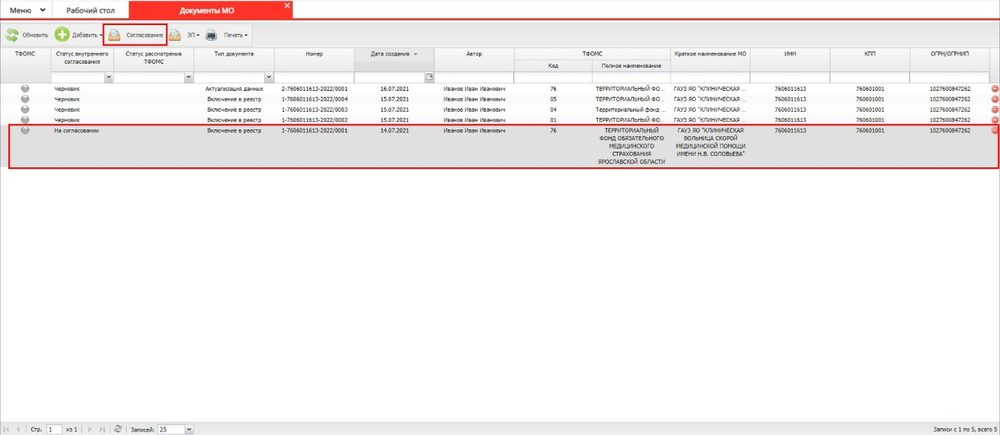 Меню Рабочий стол Документы МО
Обновить Добавить Согласование ЭП Печать
ТФОМС Статус внутреннего согласования Статус рассмотрения ТФОМС Тип документа Номер Дата создания Автор ТФОМС Краткое наименование МО ИНН КПП ОГРН/ОГРНИП
Код Полное наименование
Черновик Актуализация данных 2-7606011613-2022/0001 16.07.2021 Иванов Иван Иванович 76 ТЕРРИТОРИАЛЬНЫЙ ФО... ГАУЗ ЯО "КЛИНИЧЕСКАЯ ... 7606011613 760601001 1027600847262
Черновик Включение в реестр 1-7606011613-2022/0004 15.07.2021 Иванов Иван Иванович 05 ТЕРРИТОРИАЛЬНЫЙ ФО... ГАУЗ ЯО "КЛИНИЧЕСКАЯ ... 7606011613 760601001 1027600847262
Черновик Включение в реестр 1-7606011613-2022/0003 15.07.2021 Иванов Иван Иванович 04 Территориальный фонд ... ГАУЗ ЯО "КЛИНИЧЕСКАЯ ... 7606011613 760601001 1027600847262
Черновик Включение в реестр 1-7606011613-2022/0002 15.07.2021 Иванов Иван Иванович 01 ТЕРРИТОРИАЛЬНЫЙ ФО... ГАУЗ ЯО "КЛИНИЧЕСКАЯ ... 7606011613 760601001 1027600847262
На согласовании Включение в реестр 1-7606011613-2022/0001 14.07.2021 Иванов Иван Иванович 76 ТЕРРИТОРИАЛЬНЫЙ ГАУЗ ЯО "КЛИНИЧЕСКАЯ 7606011613 760601001 1027600847262
ФОНД ОБЯЗАТЕЛЬНОГО БОЛЬНИЦА СКОРОЙ
МЕДИЦИНСКОГО МЕДИЦИНСКОЙ ПОМОЩИ
СТРАХОВАНИЯ ИМЕНИ Н.В. СОЛОВЬЕВА"
ЯРОСЛАВСКОЙ ОБЛАСТИ
Стр. 1 из 1 Записей: 25 Записи с 1 по 5, всего 5